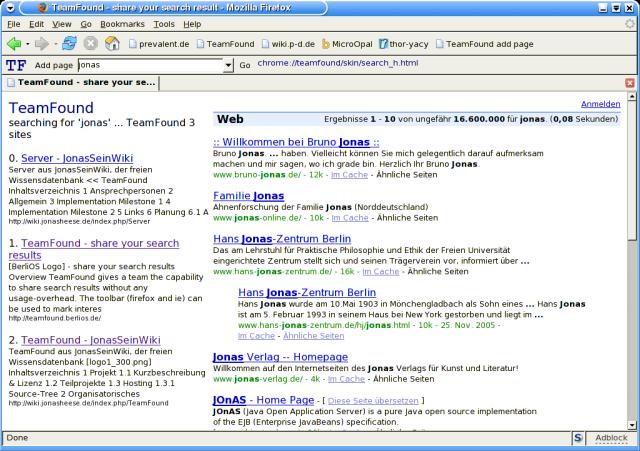 TeamFound - share your search result - Mozilla Firefox
File Edit View Go Bookmarks Tools Help
prevalent.de TeamFound wiki.p-d.de MicroOpal thor-yacy TeamFound add page
TF Add page jonas Go chrome://teamfound/skin/search_h.html
TeamFound - share your se...
TeamFound
searching for 'jonas' ... TeamFound 3
sites
0. Server - JonasSeinWiki
Server aus JonasSeinWiki, der freien
Wissensdatenbank << TeamFound
Inhaltsverzeichnis 1 Ansprechpersonen 2
Allgemein 3 Implementation Milestone 1 4
Implementation Milestone 2 5 Links 6 Planung 6.1 A
http://wiki.jonasheese.de/index.php/Server
1. TeamFound - share your search
results
[BerliOS Logo] - share your search results
Overview TeamFound gives a team the capability
to share search results without any
usage-overhead. The toolbar (firefox and ie) can
be used to mark interes
http://teamfound.berlios.de/
2. TeamFound - JonasSeinWiki
TeamFound aus JonasSeinWiki, der freien
Wissensdatenbank [logo1_300.png]
Inhaltsverzeichnis 1 Projekt 1.1 Kurzbeschreibung
& Lizenz 1.2 Teilprojekte 1.3 Hosting 1.3.1
Source-Tree 2 Organisatorisches
http://wiki.jonasheese.de/index.php/TeamFound
Anmelden
Web Ergebnisse 1 - 10 von ungefähr 16.600.000 für jonas. (0,08 Sekunden)
:: Willkommen bei Bruno Jonas ::
Bruno Jonas. ... haben. Vielleicht können Sie mich gelegentlich darauf aufmerksam
machen und mir sagen, wo ich grade bin. Herzlich Ihr Bruno Jonas.
www.bruno-jonas.de/ - 12k - Im Cache - Ähnliche Seiten
Familie Jonas
Ahnenforschung der Familie Jonas (Norddeutschland)
www.jonas-online.de/ - 10k - Im Cache - Ähnliche Seiten
Hans Jonas-Zentrum Berlin
Das am Lehrstuhl für Praktische Philosophie und Ethik der Freien Universität
eingerichtete Zentrum stellt sich und seinen Trägerverein vor. informiert über ...
www.hans-jonas-zentrum.de/ - 16k - Im Cache - Ähnliche Seiten
Hans Jonas-Zentrum Berlin
Hans Jonas wurde am 10.Mai 1903 in Mönchengladbach als Sohn eines ... Hans Jonas
ist am 5. Februar 1993 in seinem Haus bei New York gestorben und liegt im ...
www.hans-jonas-zentrum.de/hj/jonas.html - 10k - 25. Nov. 2005 -
Im Cache - Ähnliche Seiten
Jonas Verlag -- Homepage
Willkommen auf den Internetseiten des Jonas Verlags für Kunst und Literatur!
www.jonas-verlag.de/ - 4k - Im Cache - Ähnliche Seiten
JOnAS - Home Page - [ Diese Seite übersetzen ]
JOnAS (Java Open Application Server) is a pure Java open source implementation
of the EJB (Enterprise JavaBeans) specification.
Done S Adblock